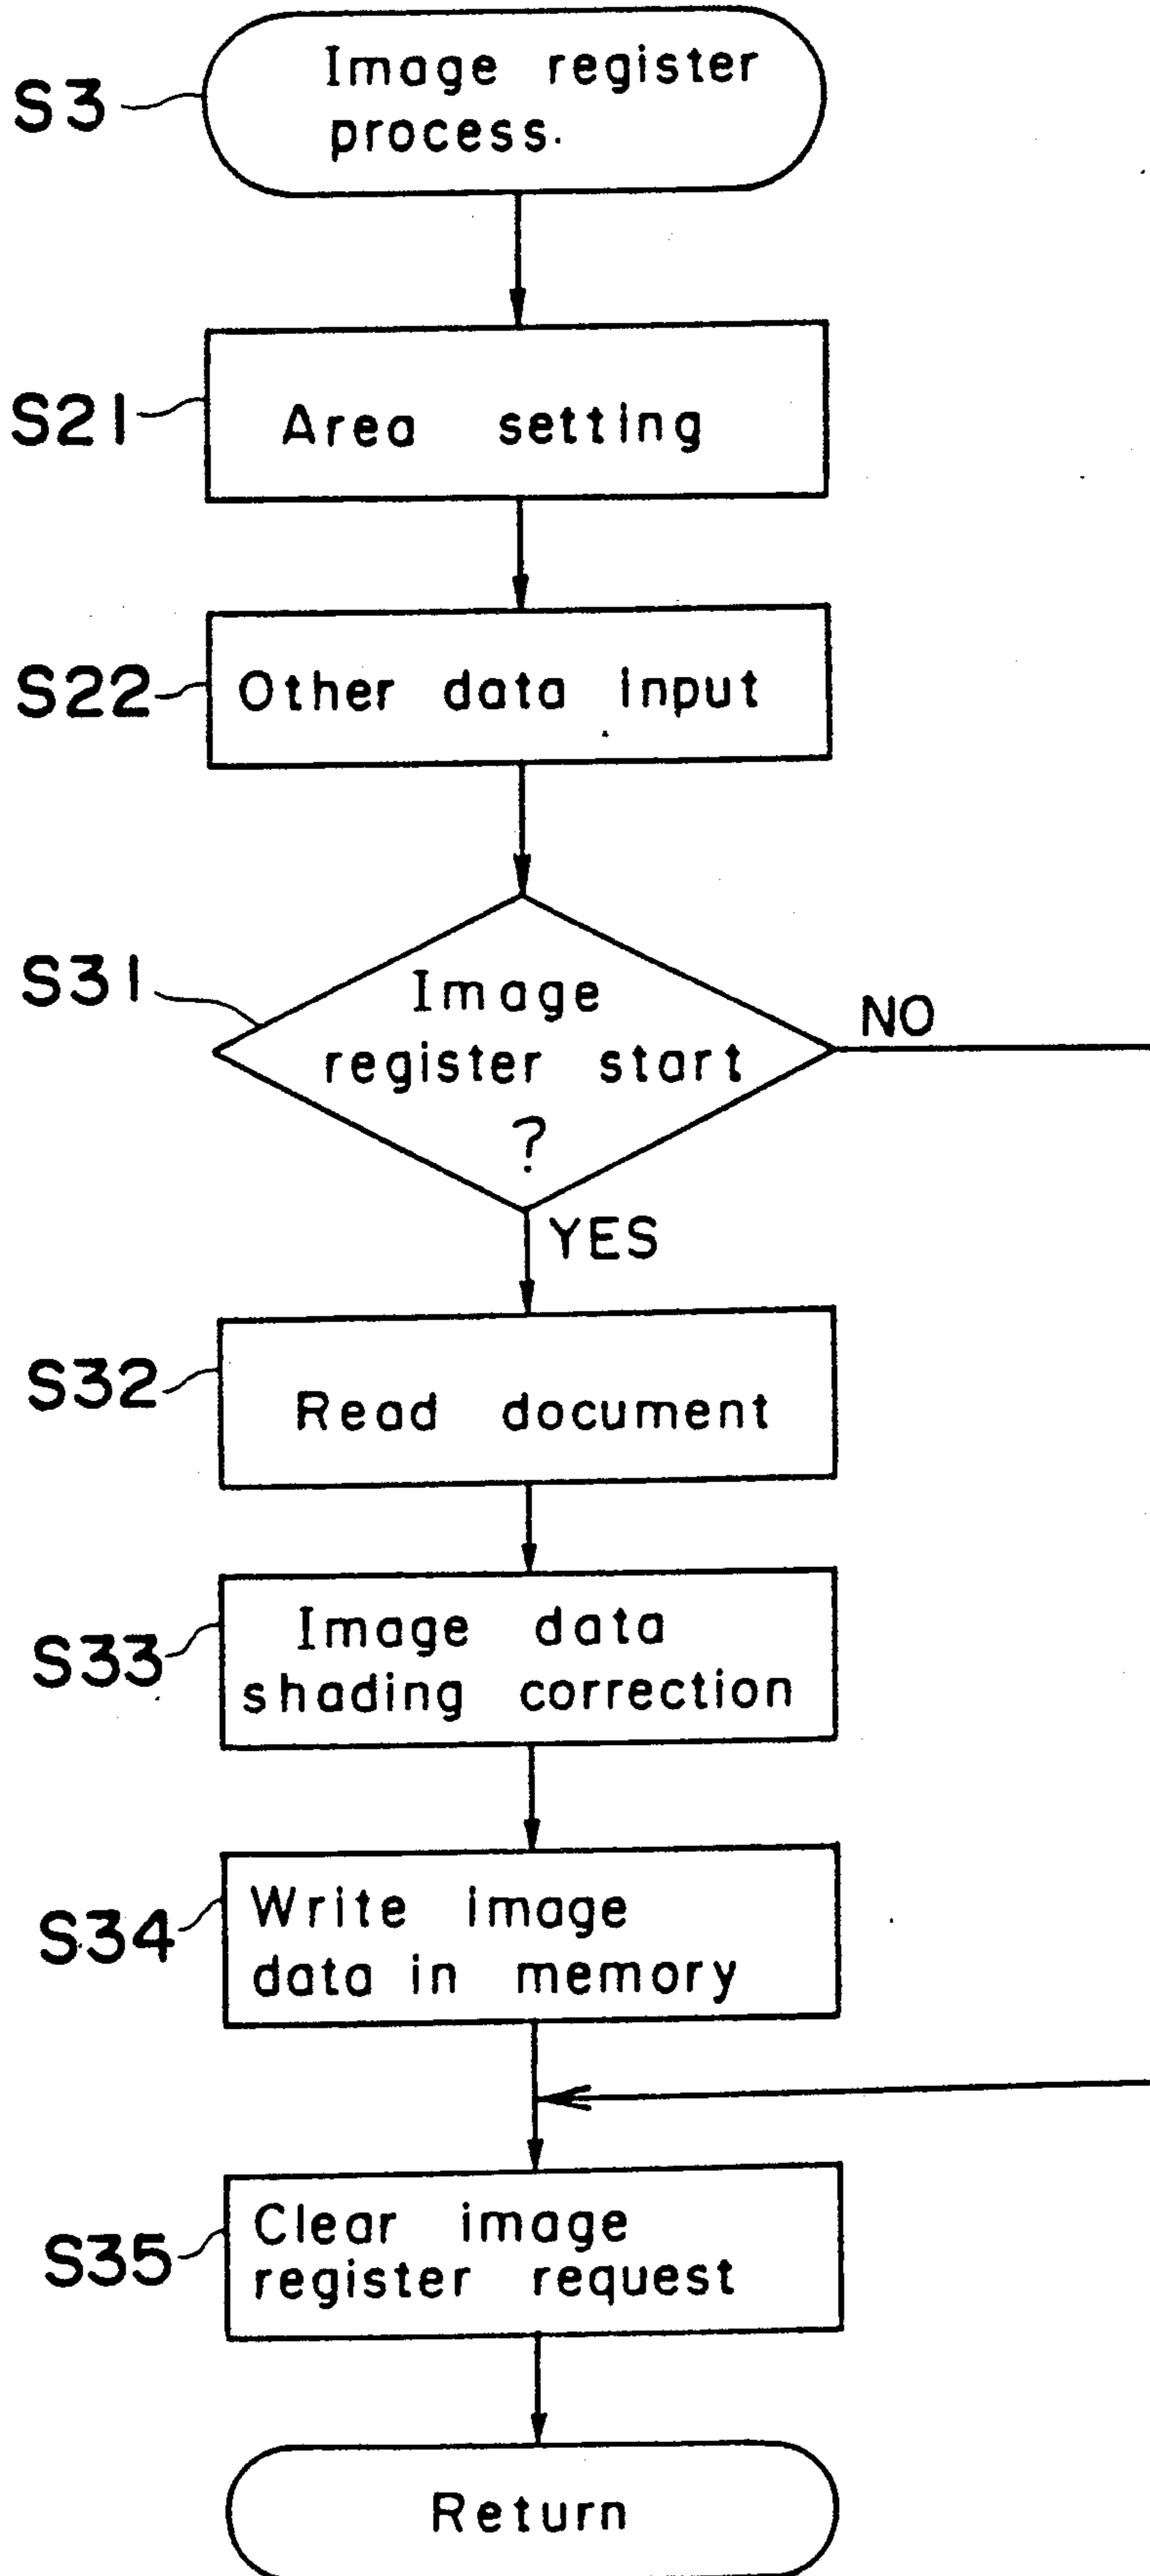 S3
Image register
process.
S21
Area setting
S22
Other data input
S31
Image
register start
?
NO
YES
S32
Read document
S33
Image data
shading correction
S34
Write image
data in memory
S35
Clear image
register request
Return